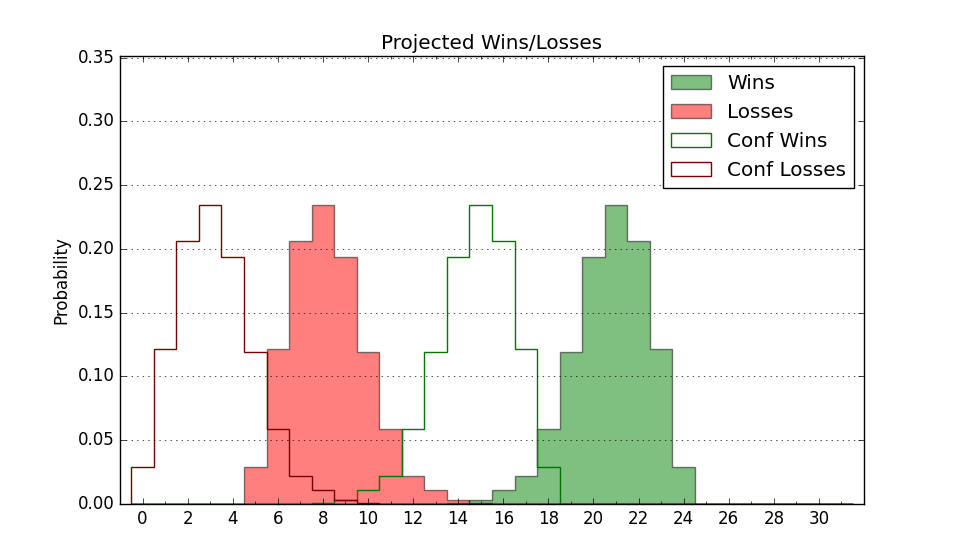 Projected Wins/Losses
0.35
0.30
0.25
0.20
0.15
0.10
0.05
0.00
Probability
Wins
Losses
Conf Wins
Conf Losses
0 2 4 6 8 10 12 14 16 18 20 22 24 26 28 30